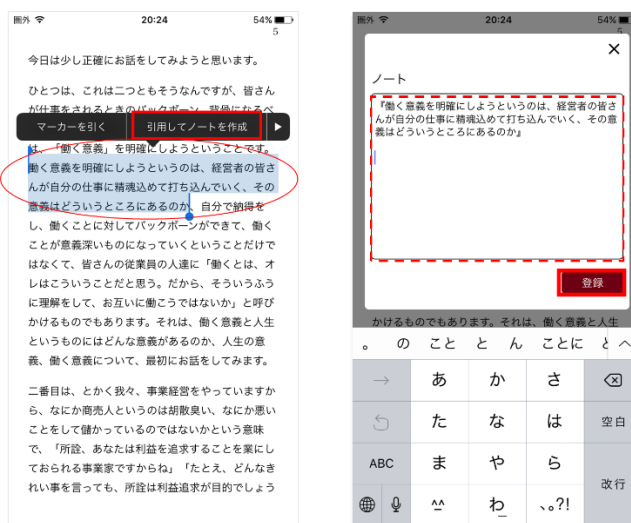 圏外
20:24
54%
5
今日は少し正確にお話をしてみようと思います。
ひとつは、これは二つともそうなんですが、皆さん
が仕事をされるときのバックボーン、背骨になるべ
マーカーを引く
引用してノートを作成
は、「働く意義」を明確にしようということです。
働く意義を明確にしようというのは、経営者の皆さ
んが自分の仕事に精魂込めて打ち込んでいく、その
意義はどういうところにあるのか、自分で納得を
し、働くことに対してバックボーンができて、働く
ことが意義深いものになっていくということだけで
はなくて、皆さんの従業員の人達に「働くとは、オ
レはこういうことだと思う。だから、そういうふう
に理解をして、お互いに働こうではないか」と呼び
かけるものでもあります。それは、働く意義と人生
というものにはどんな意義があるのか、人生の意
義、働く意義について、最初にお話をしてみます。
二番目は、とかく我々、事業経営をやっていますか
ら、なにか商売人というのは胡散臭い、なにか悪い
ことをして儲かっているのではないかという意味
で、「所詮、あなたは利益を追求することを業にし
ておられる事業家ですからね」「たとえ、どんなき
れい事を言っても、所詮は利益追求が目的でしょう
圏外
20:24
54%
5
×
ノート
『働く意義を明確にしようというのは、経営者の皆さ
んが自分の仕事に精魂込めて打ち込んでいく、その意
義はどういうところにあるのか』
登録
かけるものでもあります。それは、働く意義と人生
。 の こと と ん ことに と
→ あ か さ
た な は 空白
ABC ま や ら
改行
^^ わ 、。?!